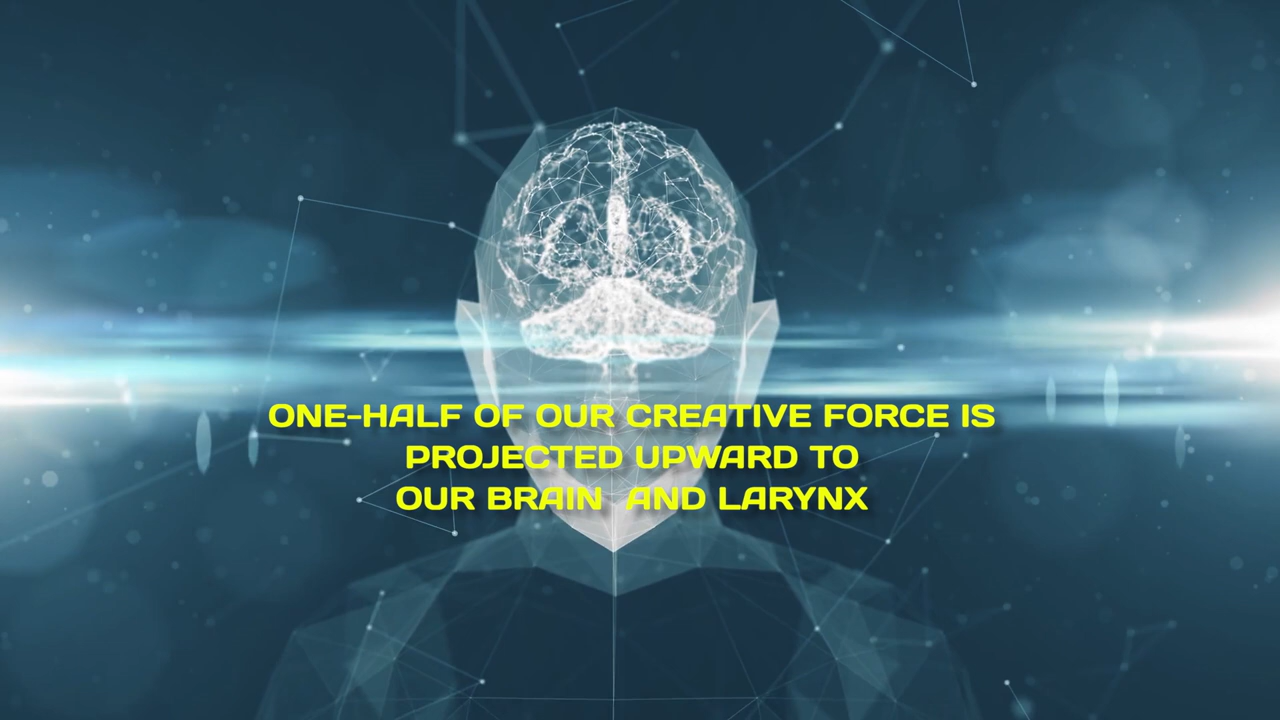 ONE-HALF OF OUR CREATIVE FORCE IS
PROJECTED UPWARD TO
OUR BRAIN  AND LARYNX